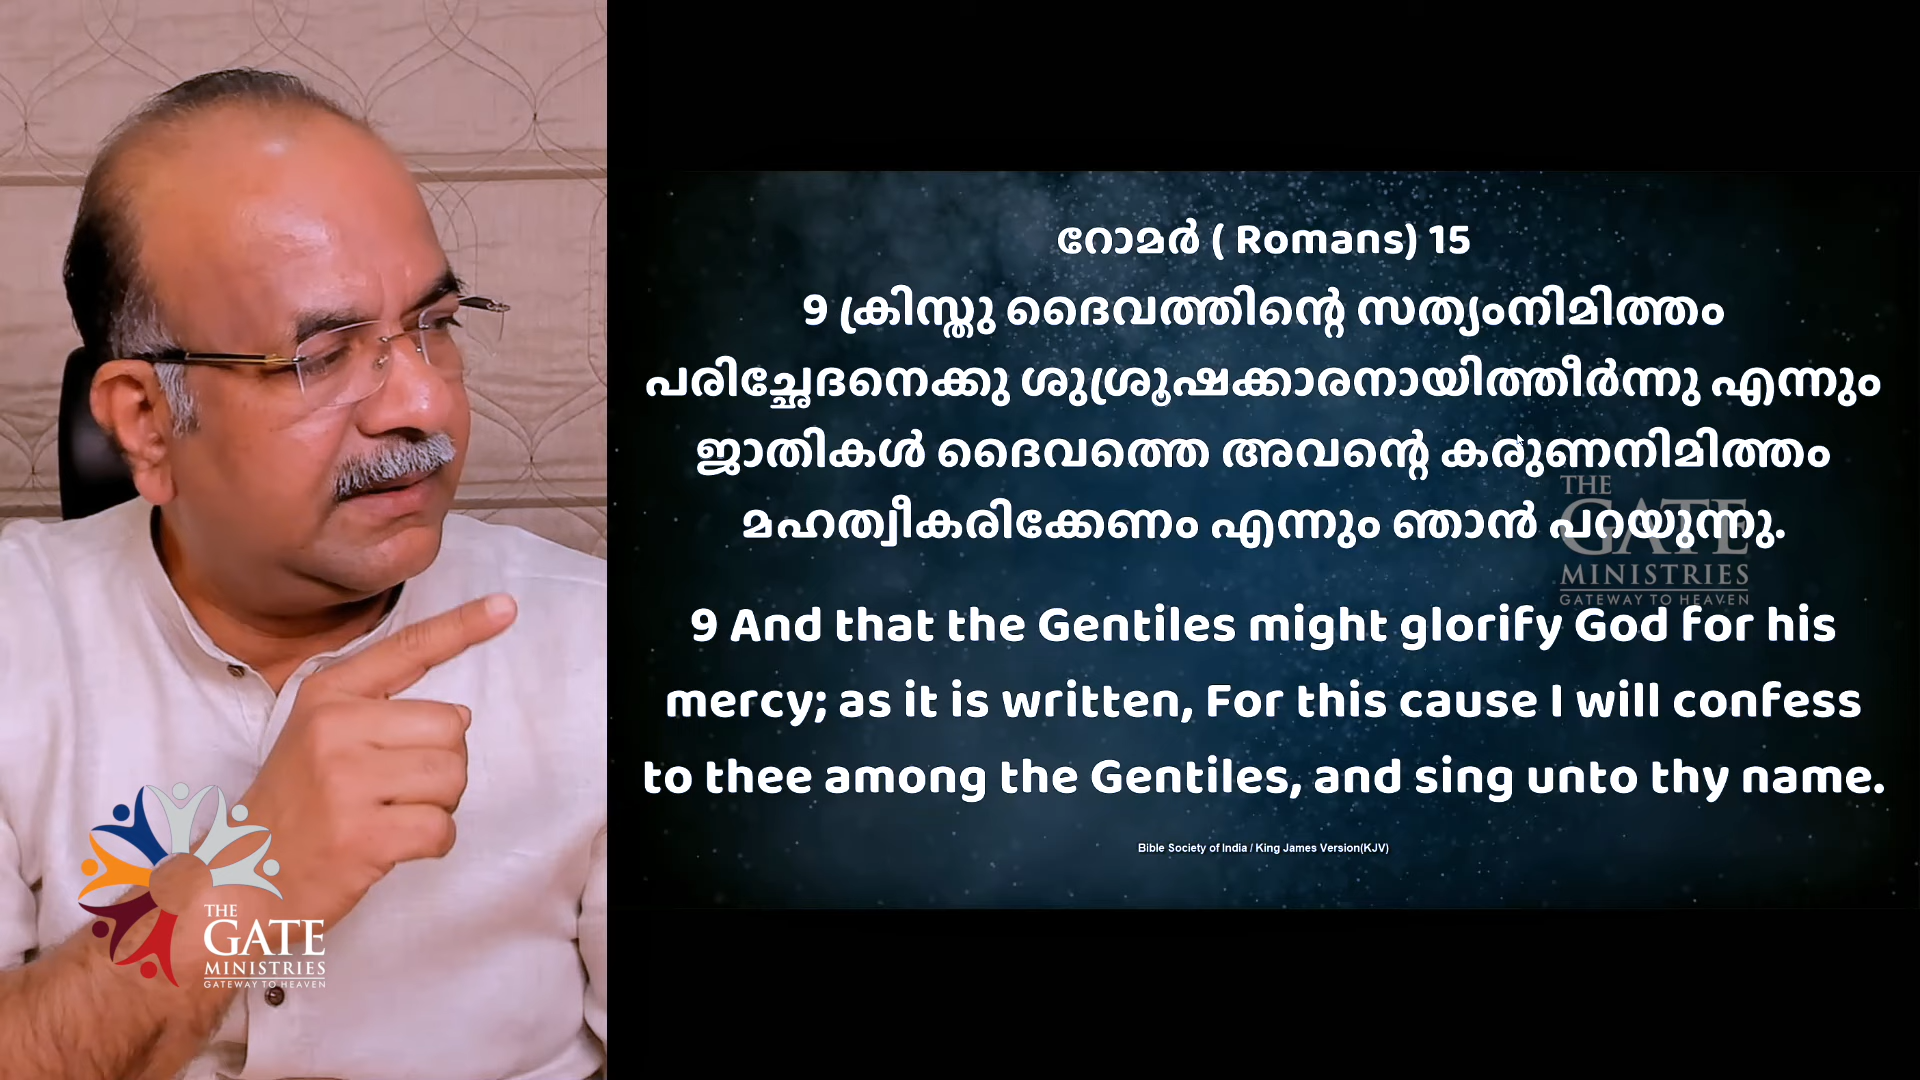 റോമർ ( Romans) 15
9 ക്രിസ്തു ദൈവത്തിന്റെ സത്യംനിമിത്തം
പരിച്ഛേദനെക്കു ശുശ്രൂഷക്കാരനായിത്തീർന്നു എന്നും
ജാതികൾ ദൈവത്തെ അവന്റെ കരുണനിമിത്തം
മഹത്വീകരിക്കേണം എന്നും ഞാൻ പറയുന്നു.
THE
GATE
MINISTRIES
GATEWAY TO HEAVEN
9 And that the Gentiles might glorify God for his
mercy; as it is written, For this cause I will confess
to thee among the Gentiles, and sing unto thy name.
Bible Society of India / King James Version(KJV)
THE
GATE
MINISTRIES
GATEWAY TO HEAVEN